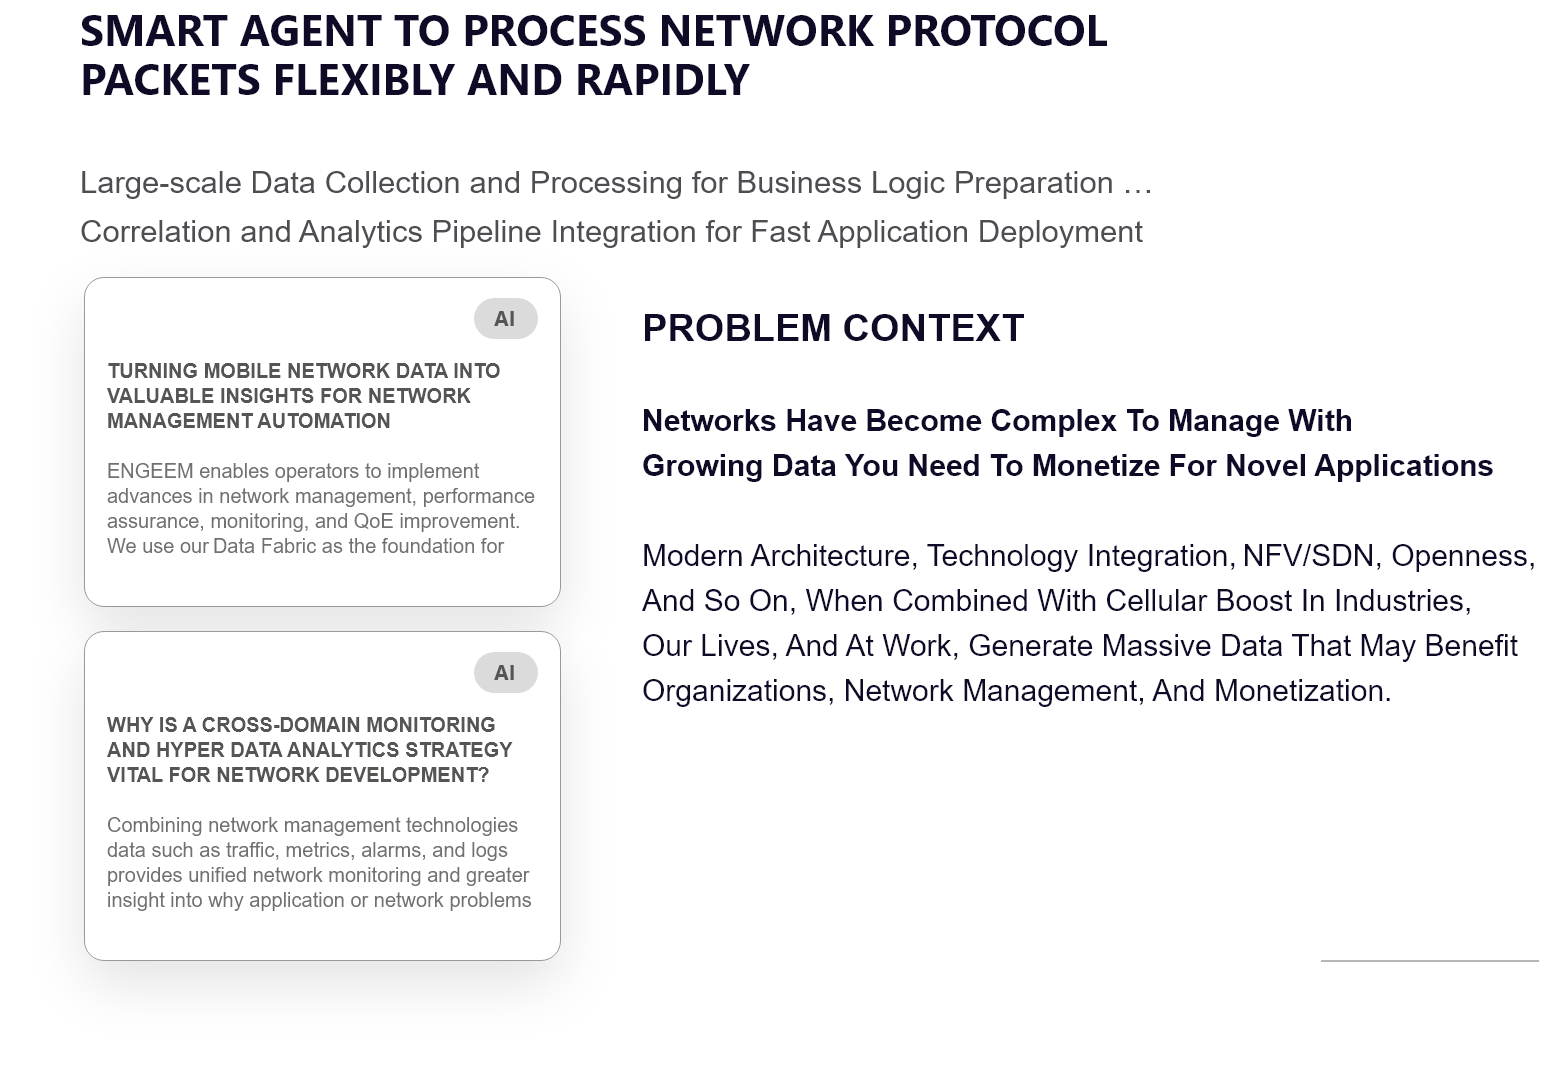 SMART AGENT TO PROCESS NETWORK PROTOCOL
PACKETS FLEXIBLY AND RAPIDLY
Large-scale Data Collection and Processing for Business Logic Preparation …
Correlation and Analytics Pipeline Integration for Fast Application Deployment
AI
TURNING MOBILE NETWORK DATA INTO
VALUABLE INSIGHTS FOR NETWORK
MANAGEMENT AUTOMATION
ENGEEM enables operators to implement
advances in network management, performance
assurance, monitoring, and QoE improvement.
We use our Data Fabric as the foundation for
AI
WHY IS A CROSS-DOMAIN MONITORING
AND HYPER DATA ANALYTICS STRATEGY
VITAL FOR NETWORK DEVELOPMENT?
Combining network management technologies
data such as traffic, metrics, alarms, and logs
provides unified network monitoring and greater
insight into why application or network problems
PROBLEM CONTEXT
Networks Have Become Complex To Manage With
Growing Data You Need To Monetize For Novel Applications
Modern Architecture, Technology Integration, NFV/SDN, Openness,
And So On, When Combined With Cellular Boost In Industries,
Our Lives, And At Work, Generate Massive Data That May Benefit
Organizations, Network Management, And Monetization.